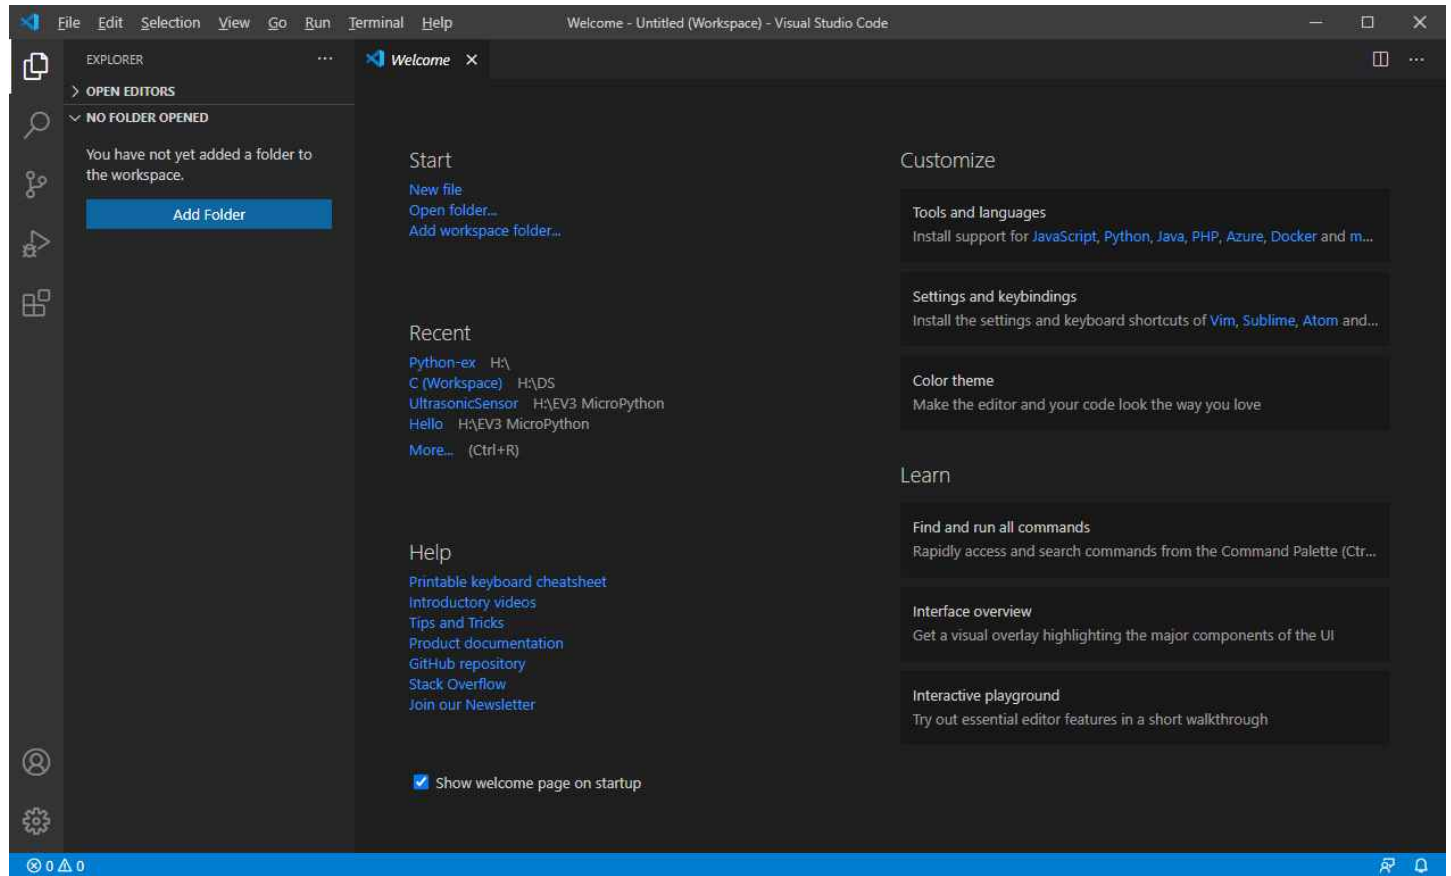 File Edit Selection View Go Run Terminal Help
Welcome - Untitled (Workspace) - Visual Studio Code
EXPLORER
OPEN EDITORS
NO FOLDER OPENED
You have not yet added a folder to
the workspace.
Add Folder
Welcome
Start
New file
Open folder...
Add workspace folder...
Recent
Python-ex H:\
C (Workspace) H:\DS
UltrasonicSensor H:\EV3 MicroPython
Hello H:\EV3 MicroPython
More... (Ctrl+R)
Help
Printable keyboard cheatsheet
Introductory videos
Tips and Tricks
Product documentation
GitHub repository
Stack Overflow
Join our Newsletter
Show welcome page on startup
Customize
Tools and languages
Install support for JavaScript, Python, Java, PHP, Azure, Docker and m...
Settings and keybindings
Install the settings and keyboard shortcuts of Vim, Sublime, Atom and...
Color theme
Make the editor and your code look the way you love
Learn
Find and run all commands
Rapidly access and search commands from the Command Palette (Ctr...
Interface overview
Get a visual overlay highlighting the major components of the UI
Interactive playground
Try out essential editor features in a short walkthrough
0 0